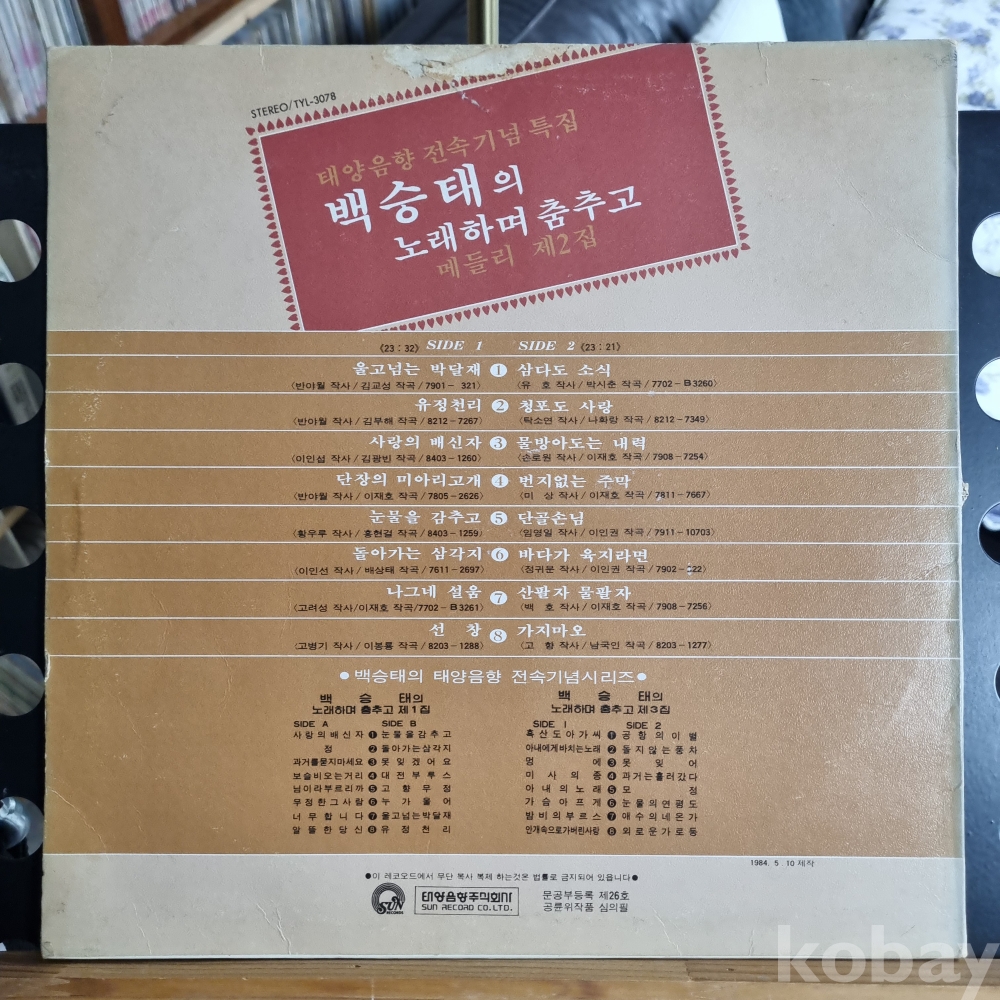 STEREO/TYL-3078
태양음향 전속기념 특집
백승태의
노래하며 춤추고
메들리 제2집
《23 : 32》 SIDE 1 SIDE 2 《23 : 21》
울고넘는 박달재 1 삼다도 소식
〈반야월 작사/김교성 작곡/7901－321〉 〈유 호 작사/박시춘 작곡/7702－B3260〉
유정천리 2 청포도 사랑
〈반야월 작사/김부해 작곡/8212－7267〉 〈탁소연 작사/나화랑 작곡/8212－7349〉
사랑의 배신자 3 물방아도는 내력
〈이인섭 작사/김광빈 작곡/8403－1260〉 〈손로원 작사/이재호 작곡/7908－7254〉
단장의 미아리고개 4 번지없는 주막
〈반야월 작사/이재호 작곡/7805－2626〉 〈미 상 작사/이재호 작곡/7811－7667〉
눈물을 감추고 5 단골손님
〈황우루 작사/홍현걸 작곡/8403－1259〉 〈임영일 작사/이인권 작곡/7911－10703〉
돌아가는 삼각지 6 바다가 육지라면
〈이인선 작사/배상태 작곡/7611－2697〉 〈정귀문 작사/이인권 작곡/7902－322〉
나그네 설움 7 산팔자 물팔자
〈고려성 작사/이재호 작곡/7702－B3261〉 〈백 호 작사/이재호 작곡/7908－7256〉
선 창 8 가지마오
〈고병기 작사/이봉룡 작곡/8203－1288〉 〈고 향 작사/남국인 작곡/8203－1277〉
●백승태의 태양음향 전속기념시리즈●
백 승 태의
노래하며 춤추고 제1집
SIDE A SIDE B
사랑의배신자 1 눈물을감추고
정 2 돌아가는삼각지
과거를묻지마세요 3 못잊겠어요
보슬비오는거리 4 대전부루스
님이라부르리까 5 고향무정
무정한그사람 6 누가울어
너무합니다 7 울고넘는박달재
알뜰한당신 8 유정천리
백 승 태의
노래하며 춤추고 제3집
SIDE 1 SIDE 2
흑산도아가씨 1 공항의이별
아내에게바치는노래 2 돌지않는풍차
멍에 3 못잊어
미사의종 4 과거는흘러갔다
아내의노래 5 모정
가슴아프게 6 눈물의연평도
밤비의부르스 7 애수의네온가
안개속으로가버린사랑 8 외로운가로등
1984. 5. 10 제작
●이 레코오드에서 무단 복사 복제 하는것은 법률로 금지되어 있읍니다●
SUN RECORDS
태양음향주식회사
SUN RECORD CO. LTD.
문공부등록 제26호
공륜위작품 심의필
kobay